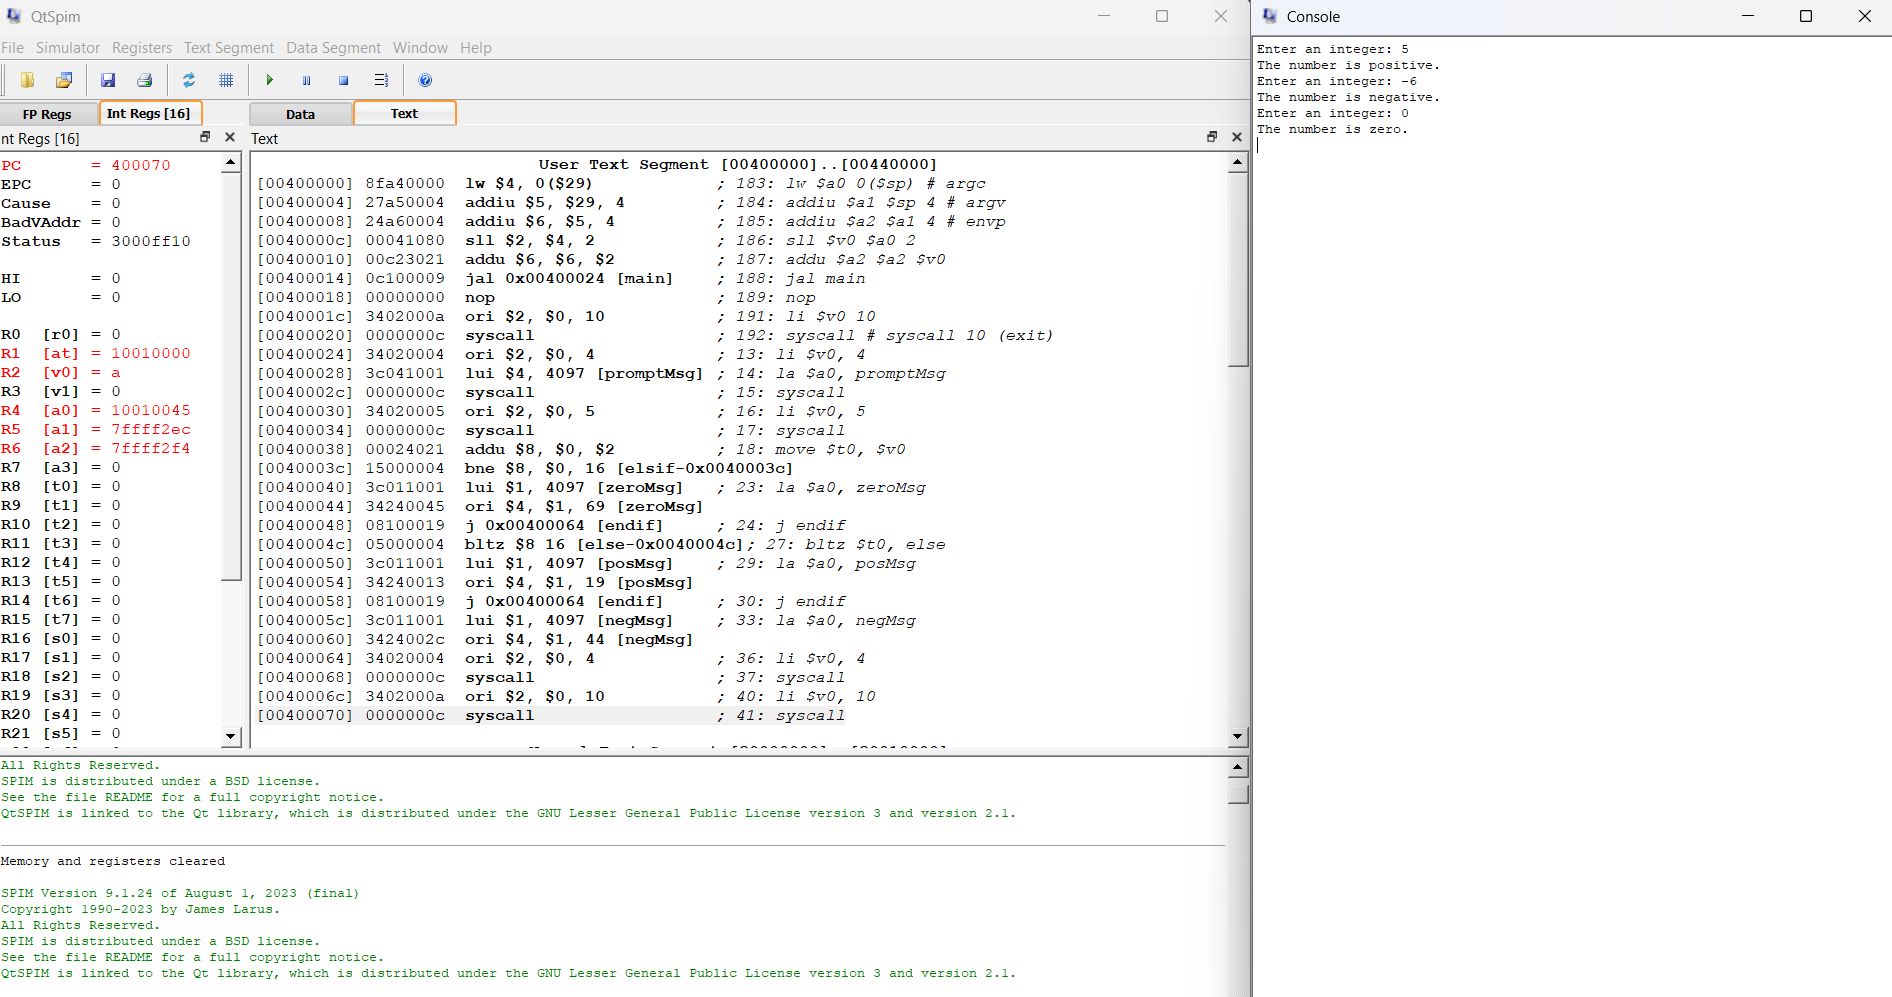 QtSpim
File Simulator Registers Text Segment Data Segment Window Help
FP Regs Int Regs [16] Data Text
nt Regs [16]
PC = 400070
EPC = 0
Cause = 0
BadVAddr = 0
Status = 3000ff10
HI = 0
LO = 0
R0 [r0] = 0
R1 [at] = 10010000
R2 [v0] = a
R3 [v1] = 0
R4 [a0] = 10010045
R5 [a1] = 7ffff2ec
R6 [a2] = 7ffff2f4
R7 [a3] = 0
R8 [t0] = 0
R9 [t1] = 0
R10 [t2] = 0
R11 [t3] = 0
R12 [t4] = 0
R13 [t5] = 0
R14 [t6] = 0
R15 [t7] = 0
R16 [s0] = 0
R17 [s1] = 0
R18 [s2] = 0
R19 [s3] = 0
R20 [s4] = 0
R21 [s5] = 0
Text
User Text Segment [00400000]..[00440000]
[00400000] 8fa40000 lw $4, 0($29) ; 183: lw $a0 0($sp) # argc
[00400004] 27a50004 addiu $5, $29, 4 ; 184: addiu $a1 $sp 4 # argv
[00400008] 24a60004 addiu $6, $5, 4 ; 185: addiu $a2 $a1 4 # envp
[0040000c] 00041080 sll $2, $4, 2 ; 186: sll $v0 $a0 2
[00400010] 00c23021 addu $6, $6, $2 ; 187: addu $a2 $a2 $v0
[00400014] 0c100009 jal 0x00400024 [main] ; 188: jal main
[00400018] 00000000 nop ; 189: nop
[0040001c] 3402000a ori $2, $0, 10 ; 191: li $v0 10
[00400020] 0000000c syscall ; 192: syscall # syscall 10 (exit)
[00400024] 34020004 ori $2, $0, 4 ; 13: li $v0, 4
[00400028] 3c041001 lui $4, 4097 [promptMsg] ; 14: la $a0, promptMsg
[0040002c] 0000000c syscall ; 15: syscall
[00400030] 34020005 ori $2, $0, 5 ; 16: li $v0, 5
[00400034] 0000000c syscall ; 17: syscall
[00400038] 00024021 addu $8, $0, $2 ; 18: move $t0, $v0
[0040003c] 15000004 bne $8, $0, 16 [elsif-0x0040003c]
[00400040] 3c011001 lui $1, 4097 [zeroMsg] ; 23: la $a0, zeroMsg
[00400044] 34240045 ori $4, $1, 69 [zeroMsg]
[00400048] 08100019 j 0x00400064 [endif] ; 24: j endif
[0040004c] 05000004 bltz $8 16 [else-0x0040004c]; 27: bltz $t0, else
[00400050] 3c011001 lui $1, 4097 [posMsg] ; 29: la $a0, posMsg
[00400054] 34240013 ori $4, $1, 19 [posMsg]
[00400058] 08100019 j 0x00400064 [endif] ; 30: j endif
[0040005c] 3c011001 lui $1, 4097 [negMsg] ; 33: la $a0, negMsg
[00400060] 3424002c ori $4, $1, 44 [negMsg]
[00400064] 34020004 ori $2, $0, 4 ; 36: li $v0, 4
[00400068] 0000000c syscall ; 37: syscall
[0040006c] 3402000a ori $2, $0, 10 ; 40: li $v0, 10
[00400070] 0000000c syscall ; 41: syscall
All Rights Reserved.
SPIM is distributed under a BSD license.
See the file README for a full copyright notice.
QtSPIM is linked to the Qt library, which is distributed under the GNU Lesser General Public License version 3 and version 2.1.
Memory and registers cleared
SPIM Version 9.1.24 of August 1, 2023 (final)
Copyright 1990-2023 by James Larus.
All Rights Reserved.
SPIM is distributed under a BSD license.
See the file README for a full copyright notice.
QtSPIM is linked to the Qt library, which is distributed under the GNU Lesser General Public License version 3 and version 2.1.
Console
Enter an integer: 5
The number is positive.
Enter an integer: -6
The number is negative.
Enter an integer: 0
The number is zero.